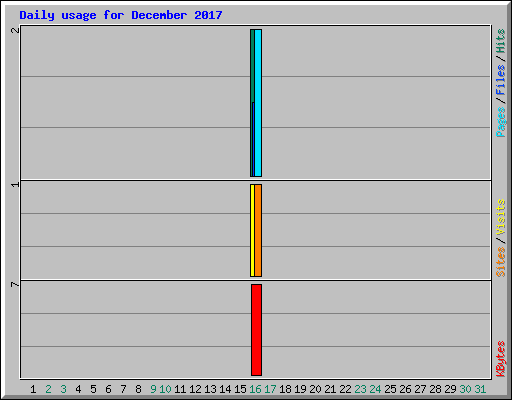 Daily usage for December 2017
2
1
7
Pages / Files / Hits
Sites / Visits
KBytes
1 2 3 4 5 6 7 8 9 10 11 12 13 14 15 16 17 18 19 20 21 22 23 24 25 26 27 28 29 30 31